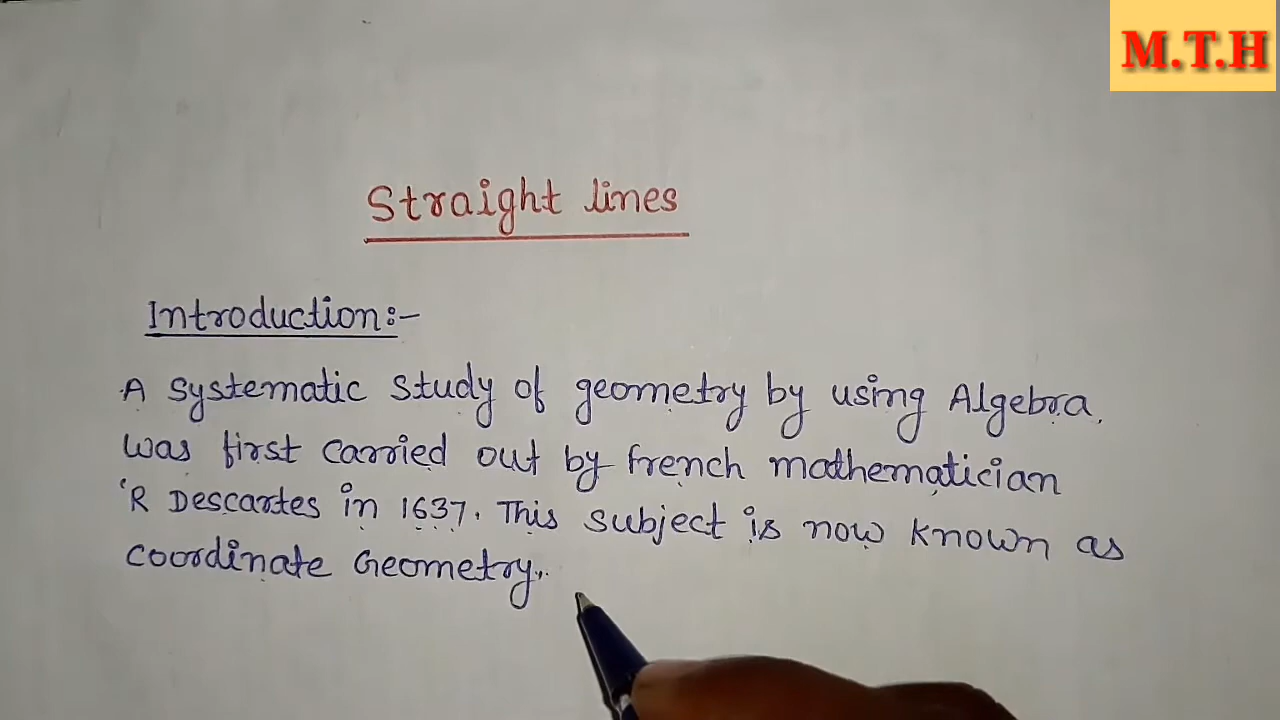 M.T.H
Straight lines
Introduction:-
A systematic study of geometry by using Algebra
was first carried out by french mathematician
'R Descartes in 1637. This subject is now known as
coordinate Geometry.